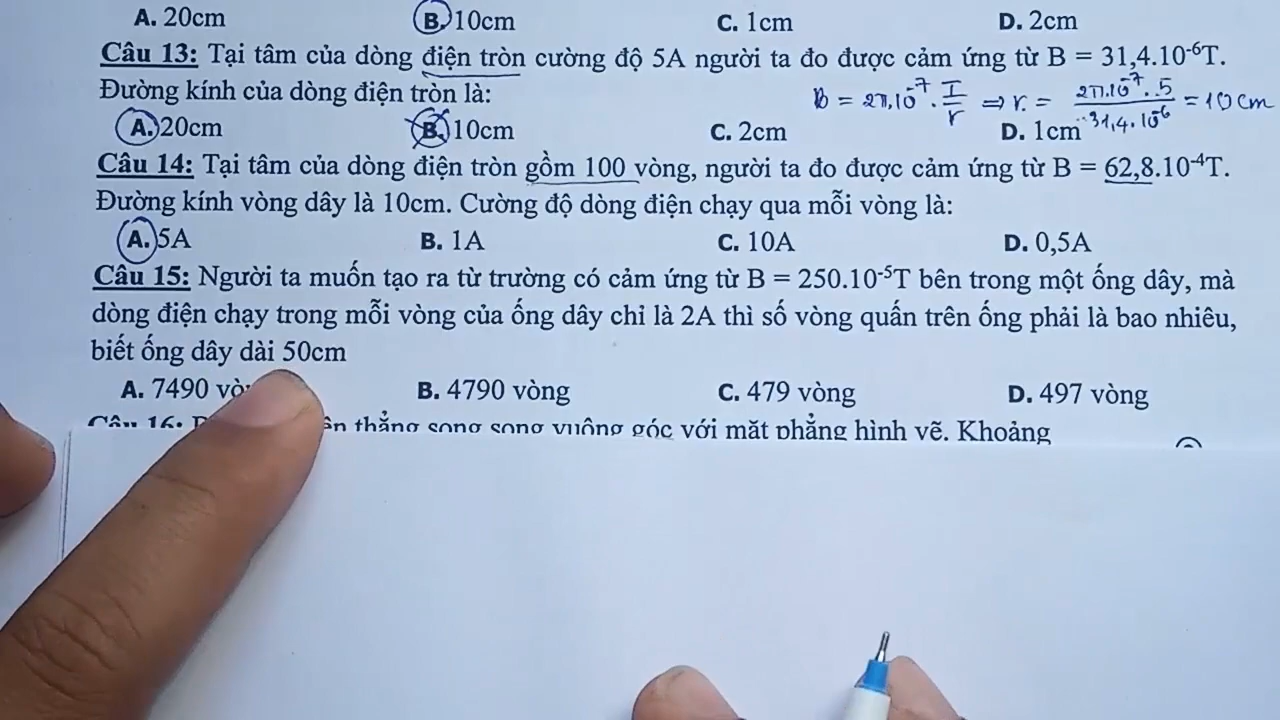 A. 20cm B. 10cm C. 1cm D. 2cm
Câu 13: Tại tâm của dòng điện tròn cường độ 5A người ta đo được cảm ứng từ B = 31,4.10⁻⁶T.
Đường kính của dòng điện tròn là:
B = 2π.10⁻⁷. I/r ⇒ r = 2π.10⁻⁷.5 / 31,4.10⁻⁶ = 10cm
A. 20cm B. 10cm C. 2cm D. 1cm
Câu 14: Tại tâm của dòng điện tròn gồm 100 vòng, người ta đo được cảm ứng từ B = 62,8.10⁻⁴T.
Đường kính vòng dây là 10cm. Cường độ dòng điện chạy qua mỗi vòng là:
A. 5A B. 1A C. 10A D. 0,5A
Câu 15: Người ta muốn tạo ra từ trường có cảm ứng từ B = 250.10⁻⁵T bên trong một ống dây, mà
dòng điện chạy trong mỗi vòng của ống dây chỉ là 2A thì số vòng quấn trên ống phải là bao nhiêu,
biết ống dây dài 50cm
A. 7490 B. 4790 vòng C. 479 vòng D. 497 vòng
Câu 16: thẳng song song vuông góc với mặt phẳng hình vẽ. Khoảng